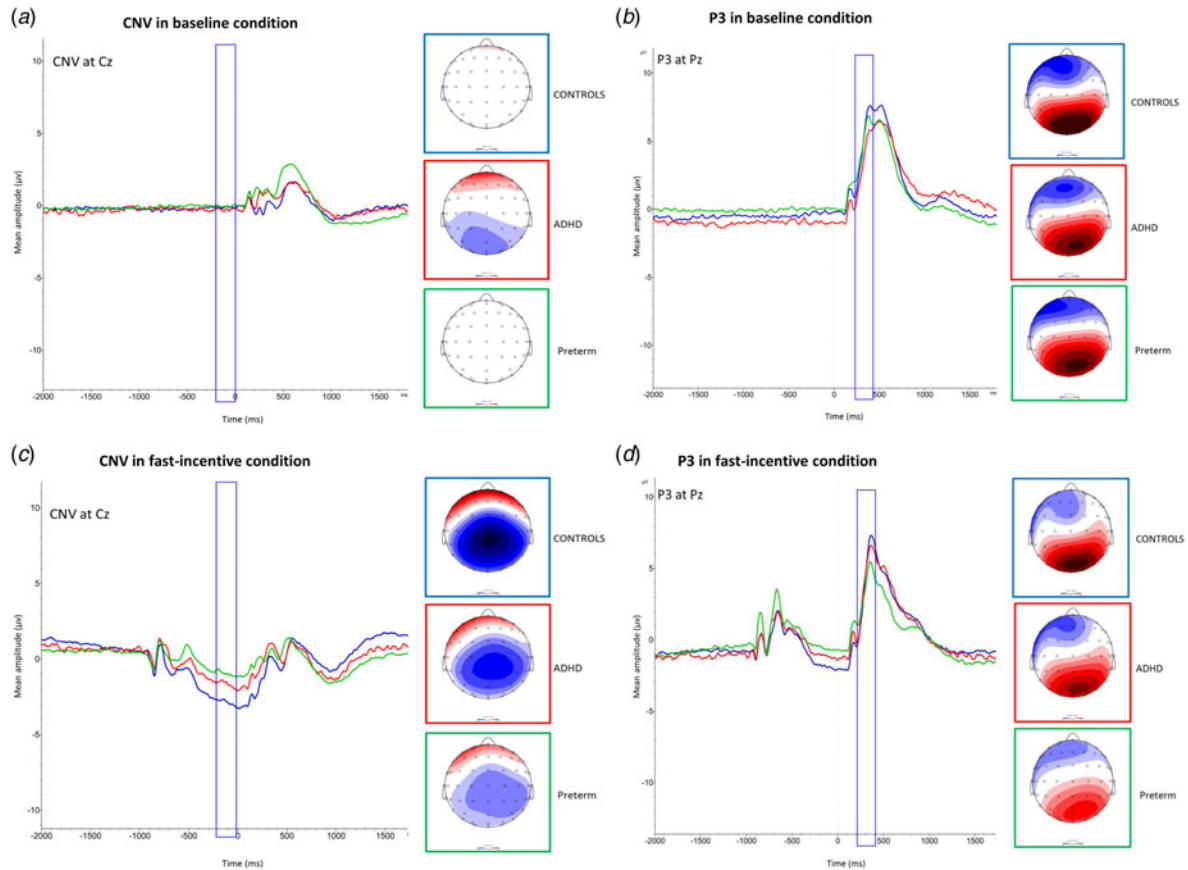 (a) CNV in baseline condition
CNV at Cz
10
5
0
-5
-10
Mean amplitude (µv)
-2000 -1500 -1000 -500 0 500 1000 1500
Time (ms)
CONTROLS
ADHD
Preterm
(b) P3 in baseline condition
µV
P3 at Pz
10
5
0
-5
-10
Mean amplitude (µv)
-2000 -1500 -1000 -500 0 500 1000 1500
Time (ms)
CONTROLS
ADHD
Preterm
(c) CNV in fast-incentive condition
CNV at Cz
10
5
0
-5
-10
Mean amplitude (µv)
-2000 -1500 -1000 -500 0 500 1000 1500
Time (ms)
CONTROLS
ADHD
Preterm
(d) P3 in fast-incentive condition
µV
P3 at Pz
10
5
0
-5
-10
Mean amplitude (µv)
-2000 -1500 -1000 -500 0 400 1000 1500
Time (ms)
CONTROLS
ADHD
Preterm